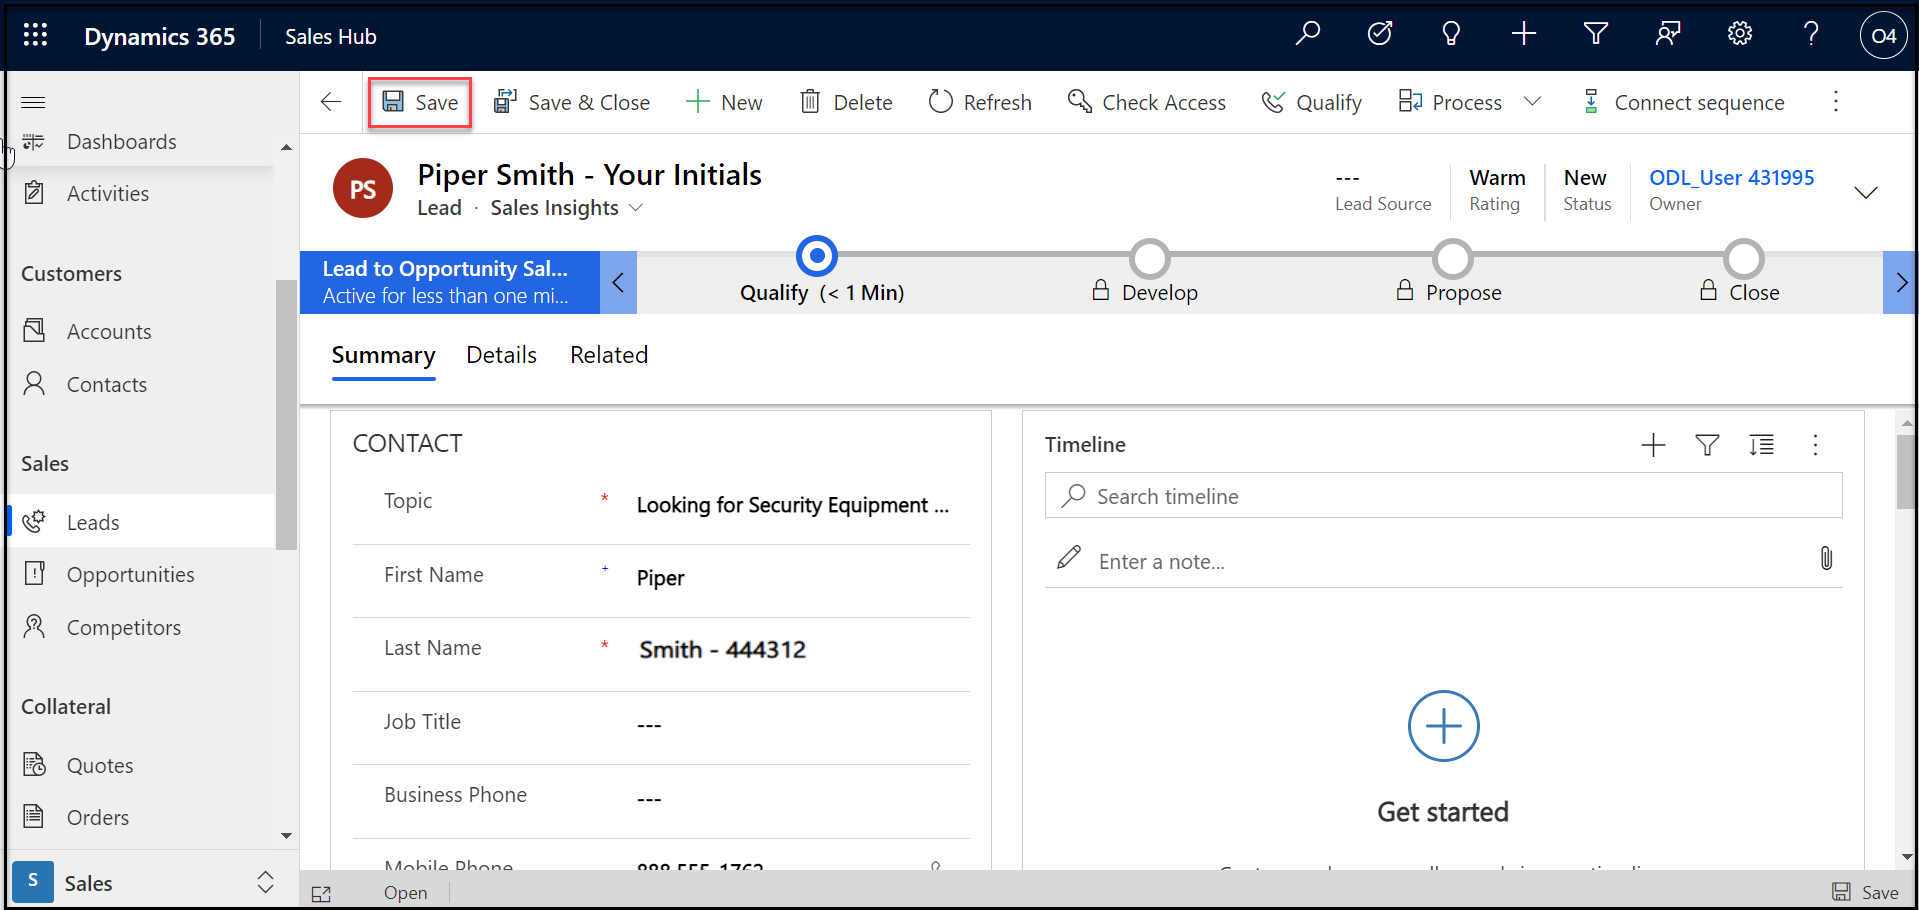 Dynamics 365
Sales Hub
O4
Save
Save & Close
New
Delete
Refresh
Check Access
Qualify
Process
Connect sequence
Dashboards
Activities
Customers
Accounts
Contacts
Sales
Leads
Opportunities
Competitors
Collateral
Quotes
Orders
S
Sales
PS
Piper Smith - Your Initials
Lead · Sales Insights
---
Lead Source
Warm
Rating
New
Status
ODL_User 431995
Owner
Lead to Opportunity Sal...
Active for less than one mi...
Qualify (< 1 Min)
Develop
Propose
Close
Summary
Details
Related
CONTACT
Topic * Looking for Security Equipment ...
First Name + Piper
Last Name * Smith - 444312
Job Title ---
Business Phone ---
Mobile Phone 888 555-1762
Timeline
Search timeline
Enter a note...
Get started
Open
Save